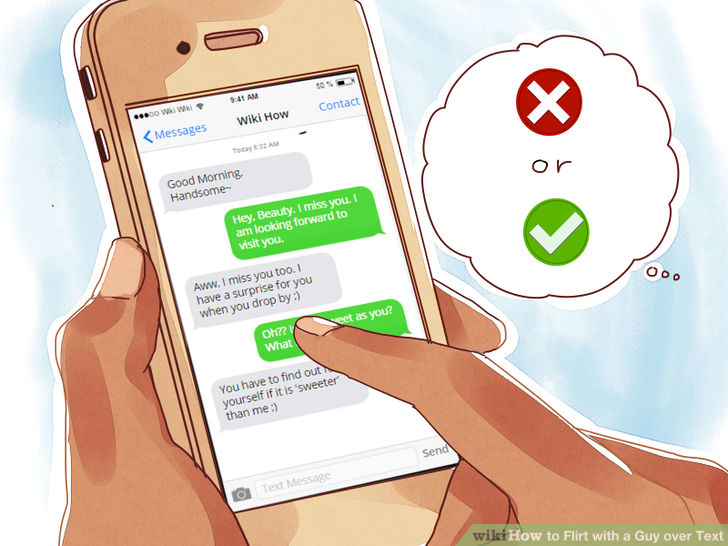 ●●●○○ Wiki Wiki
9:41 AM
50 %
Messages
Wiki How
Contact
Today 8:32 AM
Good Morning,
Handsome~
Hey, Beauty. I miss you. I
am looking forward to
visit you.
Aww. I miss you too. I
have a surprise for you
when you drop by ;)
Oh?? as you?
What
You have to find out
yourself if it is 'sweeter'
than me ;)
Text Message
Send
or
wikiHow to Flirt with a Guy over Text